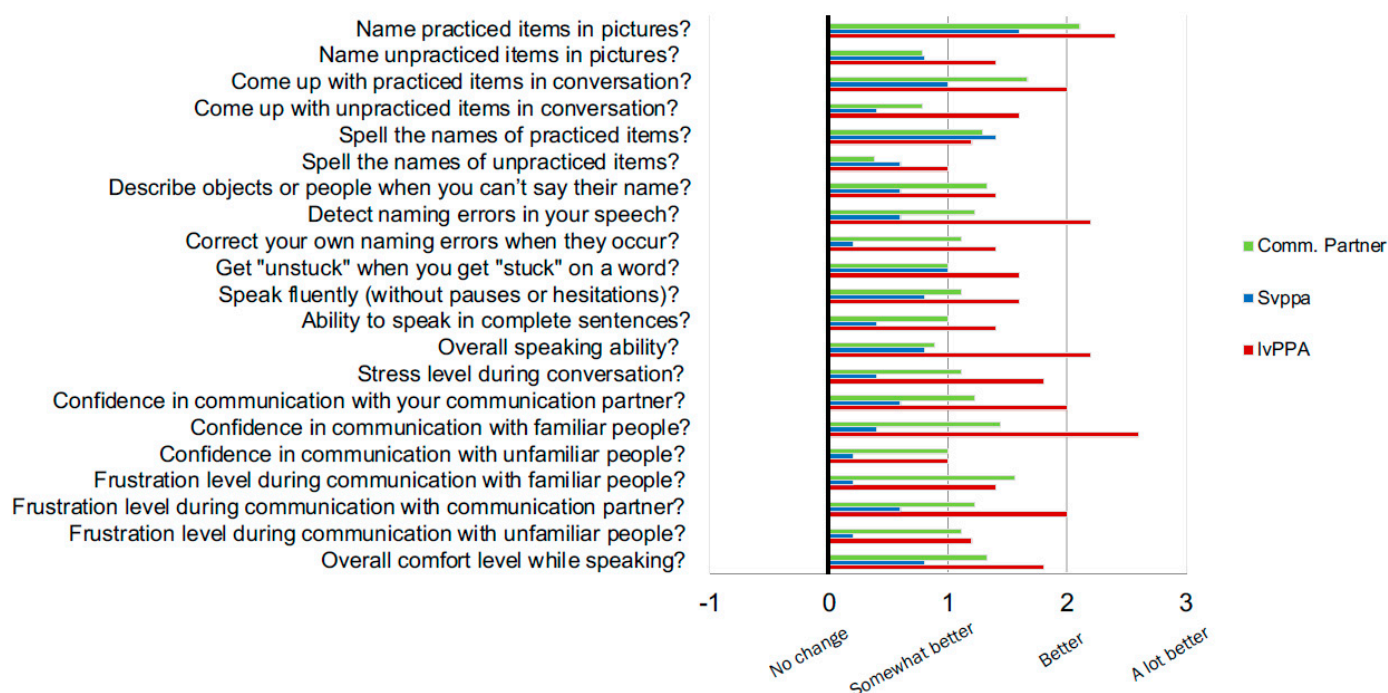 Name practiced items in pictures?
Name unpracticed items in pictures?
Come up with practiced items in conversation?
Come up with unpracticed items in conversation?
Spell the names of practiced items?
Spell the names of unpracticed items?
Describe objects or people when you can’t say their name?
Detect naming errors in your speech?
Correct your own naming errors when they occur?
Get "unstuck" when you get "stuck" on a word?
Speak fluently (without pauses or hesitations)?
Ability to speak in complete sentences?
Overall speaking ability?
Stress level during conversation?
Confidence in communication with your communication partner?
Confidence in communication with familiar people?
Confidence in communication with unfamiliar people?
Frustration level during communication with familiar people?
Frustration level during communication with communication partner?
Frustration level during communication with unfamiliar people?
Overall comfort level while speaking?
Comm. Partner
Svppa
lvPPA
-1 0 1 2 3
No change
Somewhat better
Better
A lot better